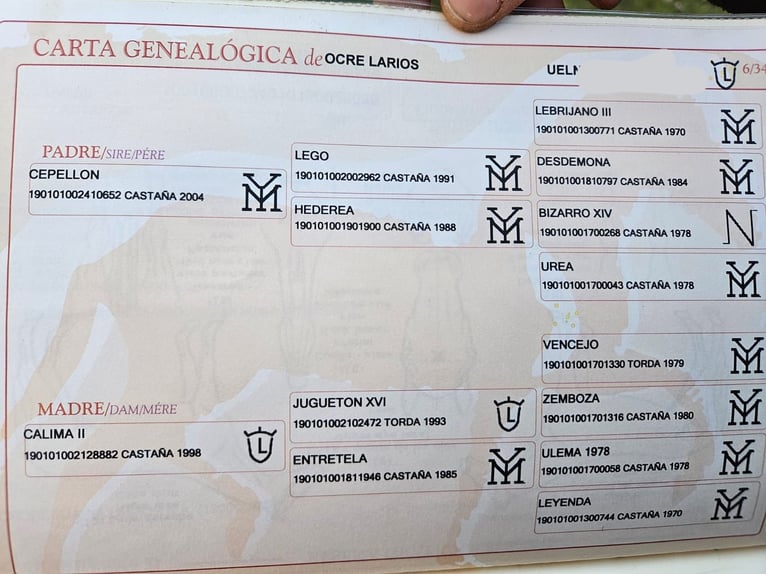 CARTA GENEALÓGICA de OCRE LARIOS
UELN
L 6/34
PADRE/SIRE/PÉRE
CEPELLON
190101002410652 CASTAÑA 2004
LEGO
190101002002962 CASTAÑA 1991
HEDEREA
190101001901900 CASTAÑA 1988
LEBRIJANO III
190101001300771 CASTAÑA 1970
DESDEMONA
190101001810797 CASTAÑA 1984
BIZARRO XIV
190101001700268 CASTAÑA 1978
N
UREA
190101001700043 CASTAÑA 1978
MADRE/DAM/MÉRE
CALIMA II
190101002128882 CASTAÑA 1998
L
JUGUETON XVI
190101002102472 TORDA 1993
L
ENTRETELA
190101001811946 CASTAÑA 1985
VENCEJO
190101001701330 TORDA 1979
ZEMBOZA
190101001701316 CASTAÑA 1980
ULEMA 1978
190101001700058 CASTAÑA 1978
LEYENDA
190101001300744 CASTAÑA 1970